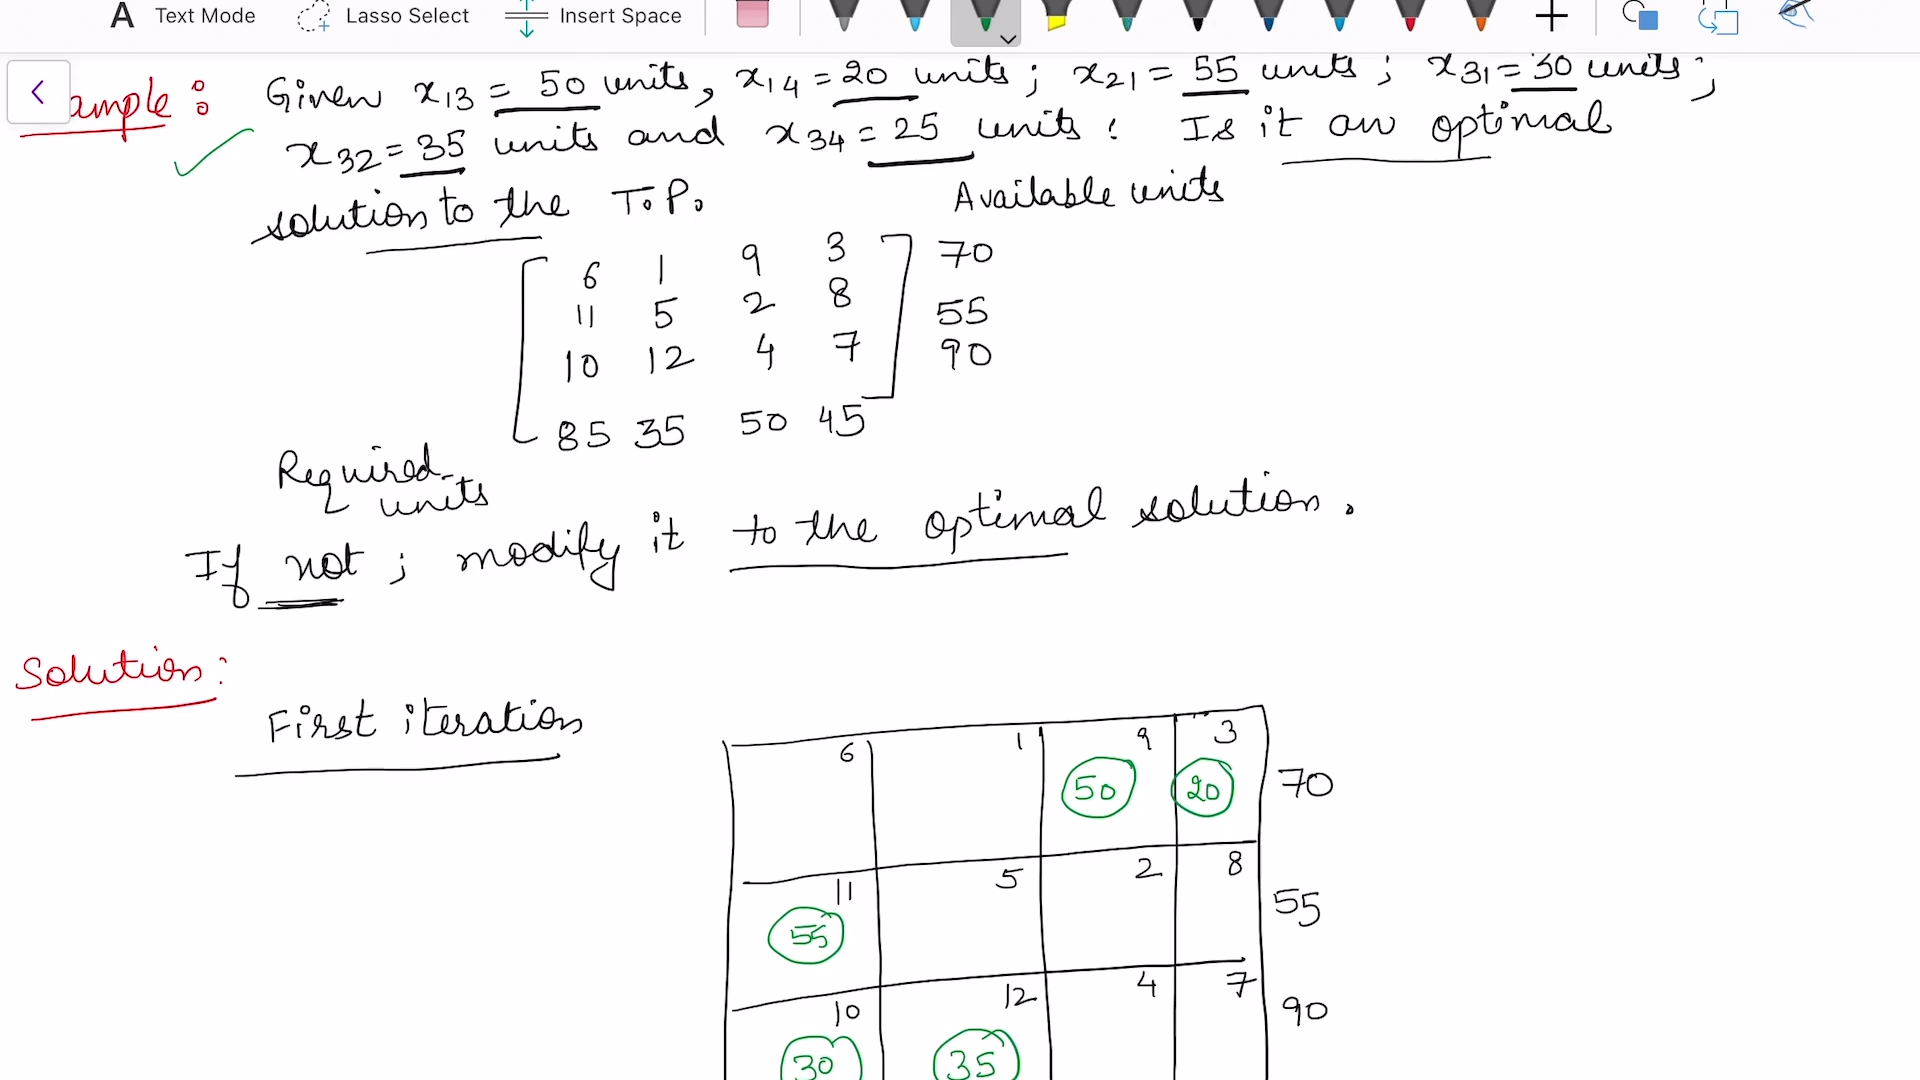 Text Mode Lasso Select Insert Space
ample : Given x13 = 50 units, x14 = 20 units ; x21 = 55 units ; x31 = 30 units ;
x32 = 35 units and x34 = 25 units . Is it an optimal
solution to the T.P.
Available units
6 1 9 3 70
11 5 2 8 55
10 12 4 7 90
85 35 50 45
Required
units
If not ; modify it to the optimal solution .
Solution :
First iteration
6 1 9 3
50 20 70
11 5 2 8
55 55
10 12 4 7
90
30 35